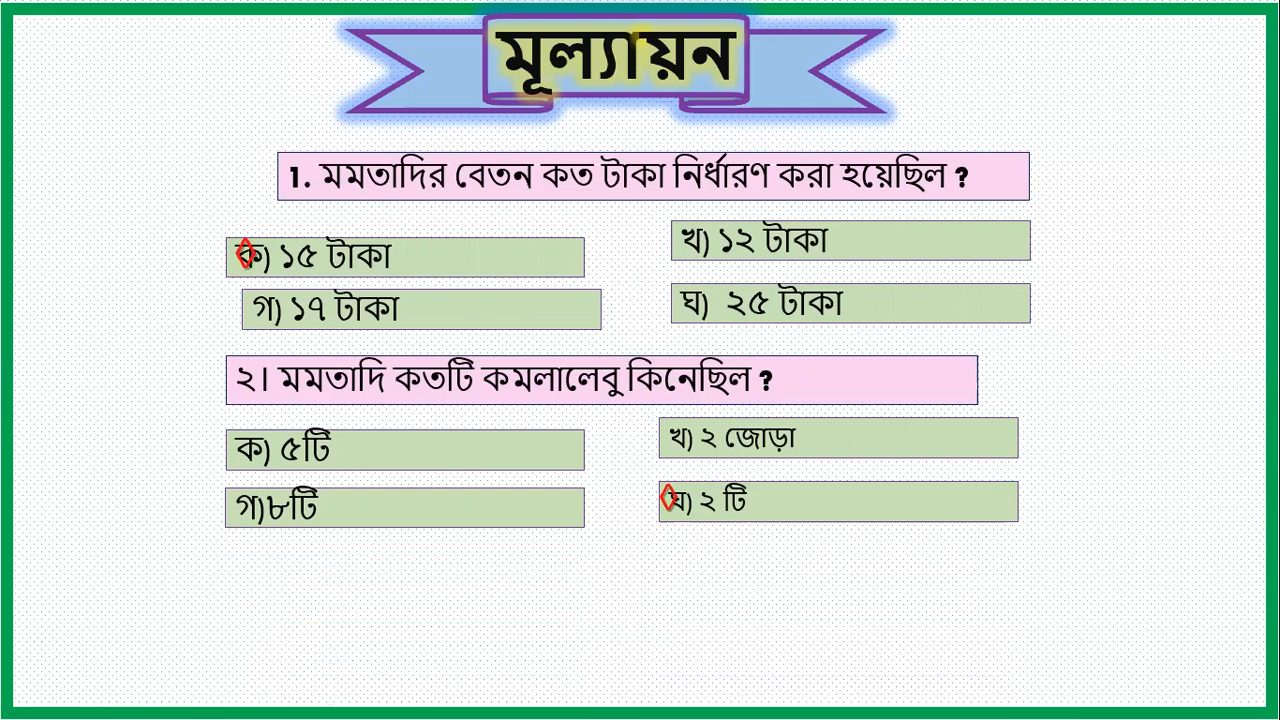 মূল্যায়ন
1. মমতাদির বেতন কত টাকা নির্ধারণ করা হয়েছিল ?
ক) ১৫ টাকা
খ) ১২ টাকা
গ) ১৭ টাকা
ঘ) ২৫ টাকা
২। মমতাদি কতটি কমলালেবু কিনেছিল ?
ক) ৫টি
খ) ২ জোড়া
গ)৮টি
ঘ) ২ টি